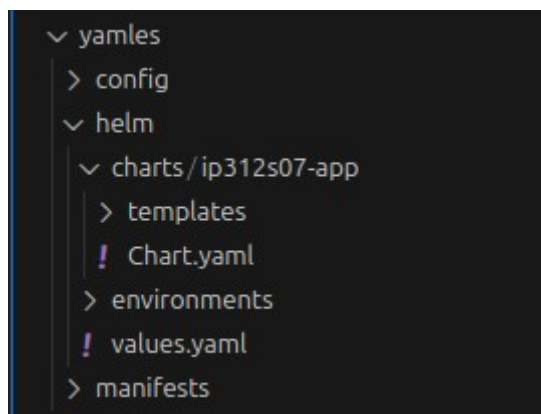 yamles
config
helm
charts/ip312s07-app
templates
! Chart.yaml
environments
! values.yaml
manifests